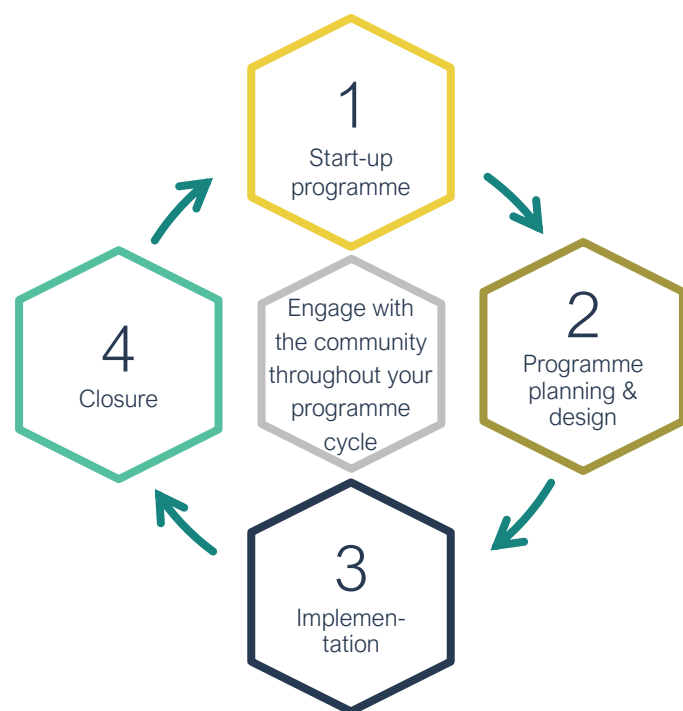 1
Start-up
programme
2
Programme
planning &
design
3
Implemen-
tation
4
Closure
Engage with
the community
throughout your
programme
cycle